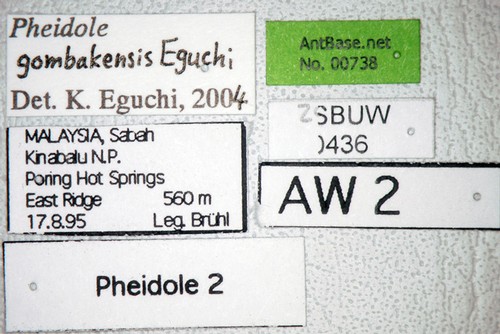 Pheidole
gombakensis Eguchi
Det. K. Eguchi, 2004
MALAYSIA, Sabah
Kinabalu N.P.
Poring Hot Springs
East Ridge 560 m
17.8.95 Leg. Brühl
Pheidole 2
AntBase.net
No. 00738
ZSBUW
0436
AW 2